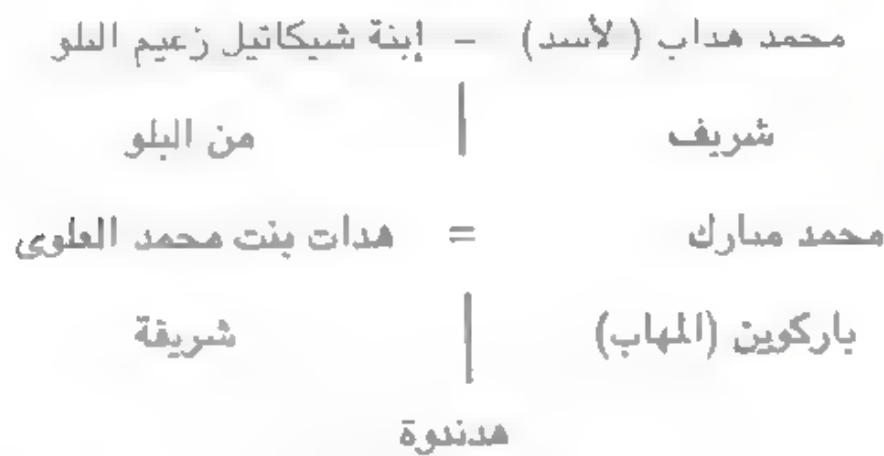 محمد هداب (لأسد) – إبنة شيكاتيل زعيم البلو
شريف من البلو
محمد مبارك = هدات بنت محمد العلوى
باركوين (المهاب) شريفة
هدندوة